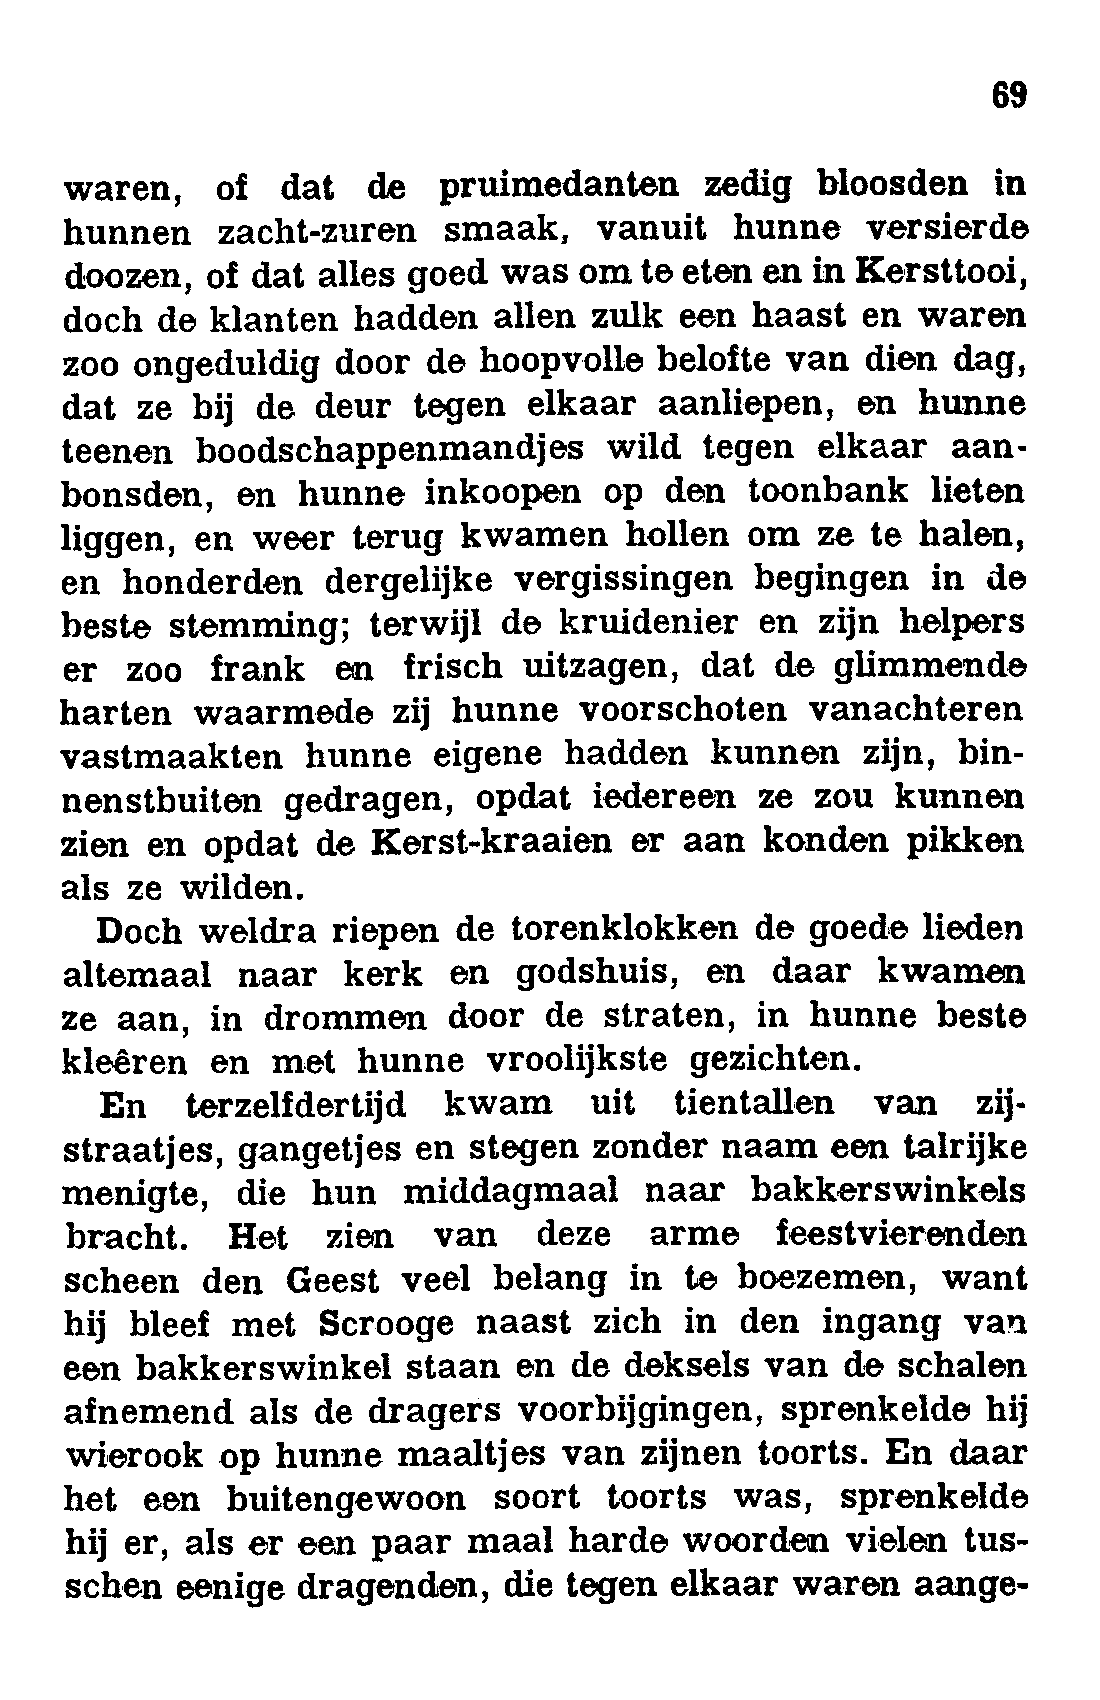 69
waren, of dat de pruimedanten zedig bloosden in
hunnen zacht-zuren smaak, vanuit hunne versierde
doozen, of dat alles goed was om te eten en in Kersttooi,
doch de klanten hadden allen zulk een haast en waren
zoo ongeduldig door de hoopvolle belofte van dien dag,
dat ze bij de deur tegen elkaar aanliepen, en hunne
teenen boodschappenmandjes wild tegen elkaar aan-
bonsden, en hunne inkoopen op den toonbank lieten
liggen, en weer terug kwamen hollen om ze te halen,
en honderden dergelijke vergissingen begingen in de
beste stemming; terwijl de kruidenier en zijn helpers
er zoo frank en frisch uitzagen, dat de glimmende
harten waarmede zij hunne voorschoten vanachteren
vastmaakten hunne eigene hadden kunnen zijn, bin-
nenstbuiten gedragen, opdat iedereen ze zou kunnen
zien en opdat de Kerst-kraaien er aan konden pikken
als ze wilden.
Doch weldra riepen de torenklokken de goede lieden
altemaal naar kerk en godshuis, en daar kwamen
ze aan, in drommen door de straten, in hunne beste
kleêren en met hunne vroolijkste gezichten.
En terzelfdertijd kwam uit tientallen van zij-
straatjes, gangetjes en stegen zonder naam een talrijke
menigte, die hun middagmaal naar bakkerswinkels
bracht. Het zien van deze arme feestvierenden
scheen den Geest veel belang in te boezemen, want
hij bleef met Scrooge naast zich in den ingang van
een bakkerswinkel staan en de deksels van de schalen
afnemend als de dragers voorbijgingen, sprenkelde hij
wierook op hunne maaltjes van zijnen toorts. En daar
het een buitengewoon soort toorts was, sprenkelde
hij er, als er een paar maal harde woorden vielen tus-
schen eenige dragenden, die tegen elkaar waren aange-